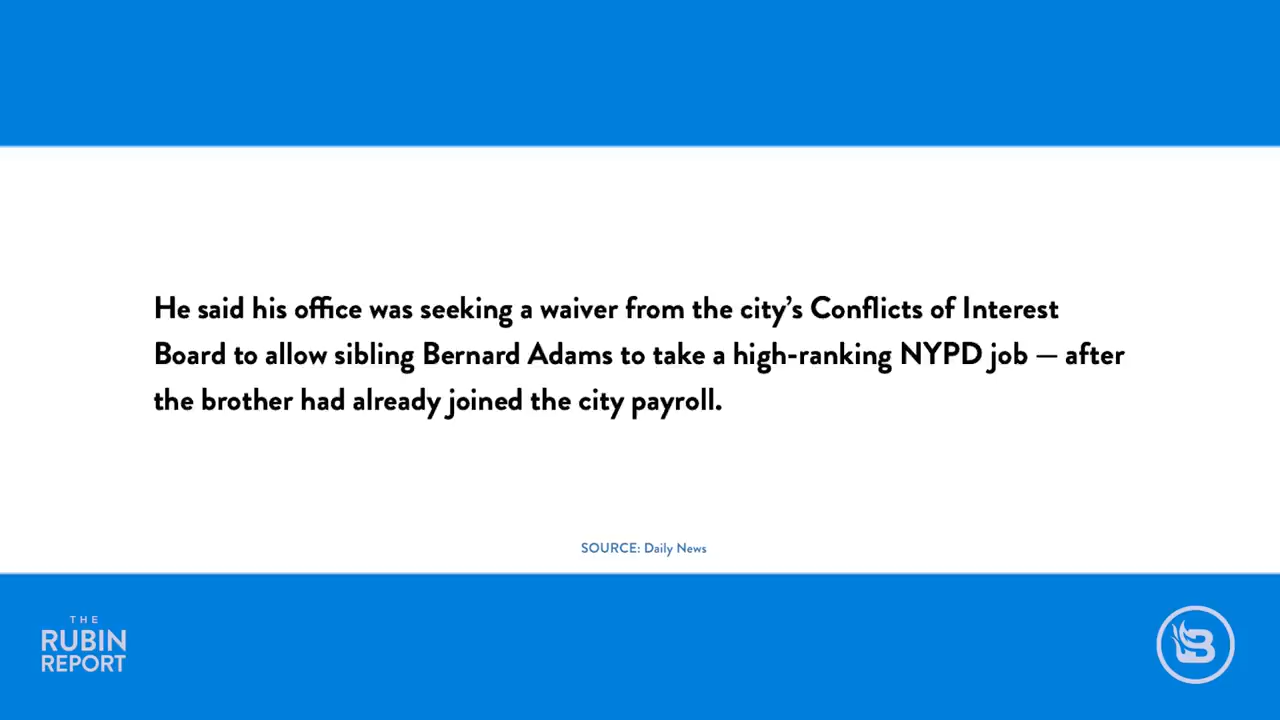 He said his office was seeking a waiver from the city’s Conflicts of Interest
Board to allow sibling Bernard Adams to take a high-ranking NYPD job — after
the brother had already joined the city payroll.
SOURCE: Daily News
THE
RUBIN
REPORT
B